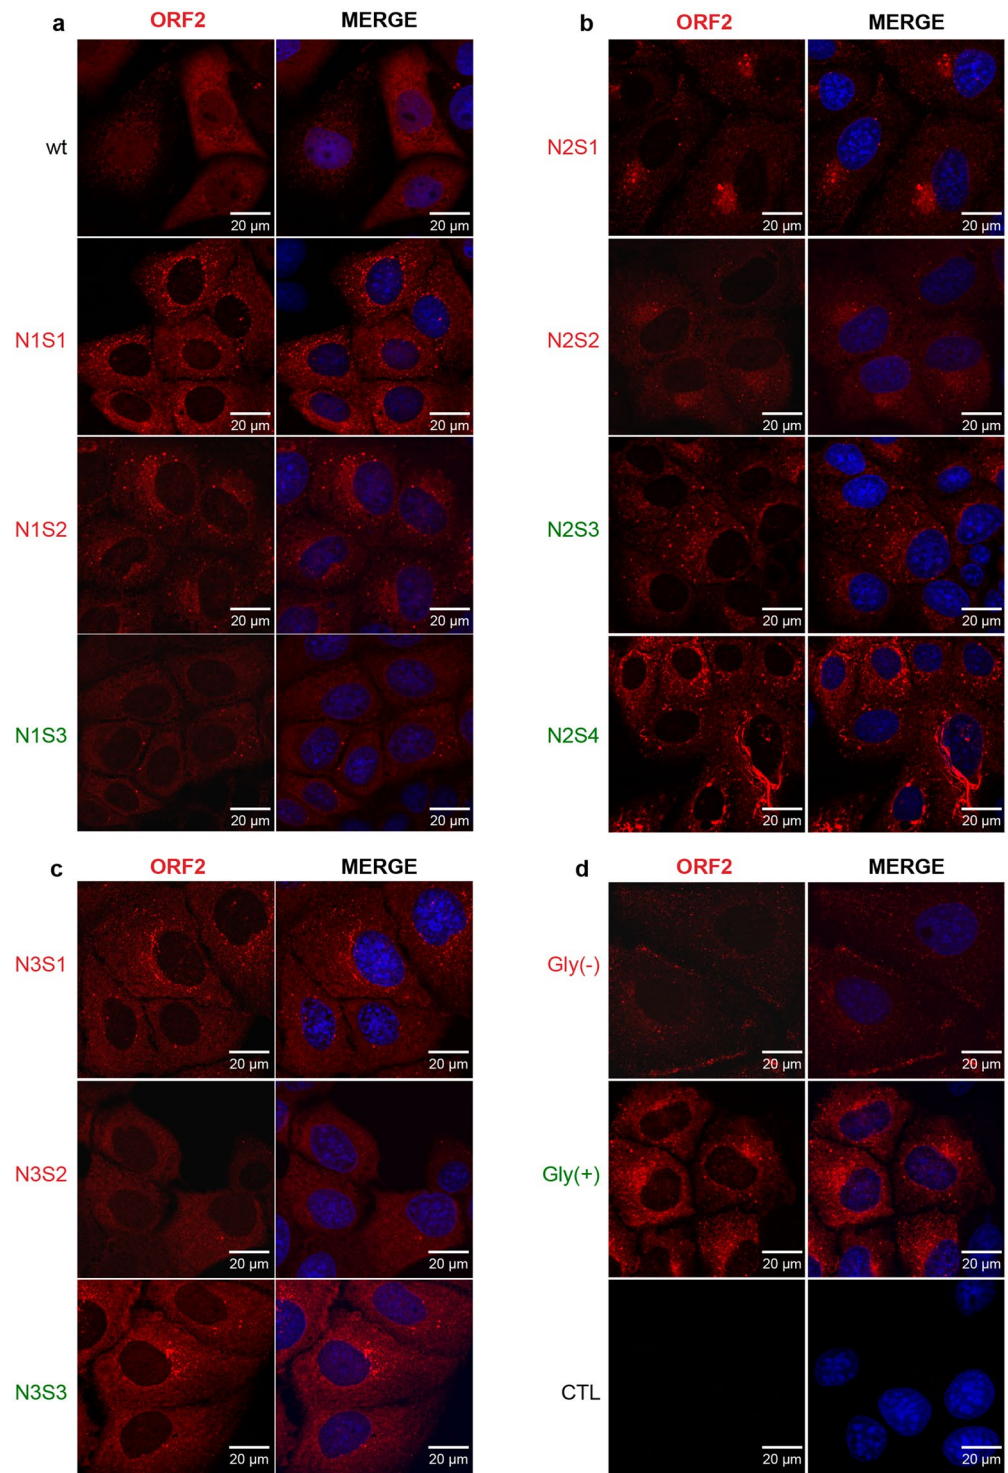 a ORF2 MERGE
wt
20 µm 20 µm
N1S1
20 µm 20 µm
N1S2
20 µm 20 µm
N1S3
20 µm 20 µm
b ORF2 MERGE
N2S1
20 µm 20 µm
N2S2
20 µm 20 µm
N2S3
20 µm 20 µm
N2S4
20 µm 20 µm
c ORF2 MERGE
N3S1
20 µm 20 µm
N3S2
20 µm 20 µm
N3S3
20 µm 20 µm
d ORF2 MERGE
Gly(-)
20 µm 20 µm
Gly(+)
20 µm 20 µm
CTL
20 µm 20 µm